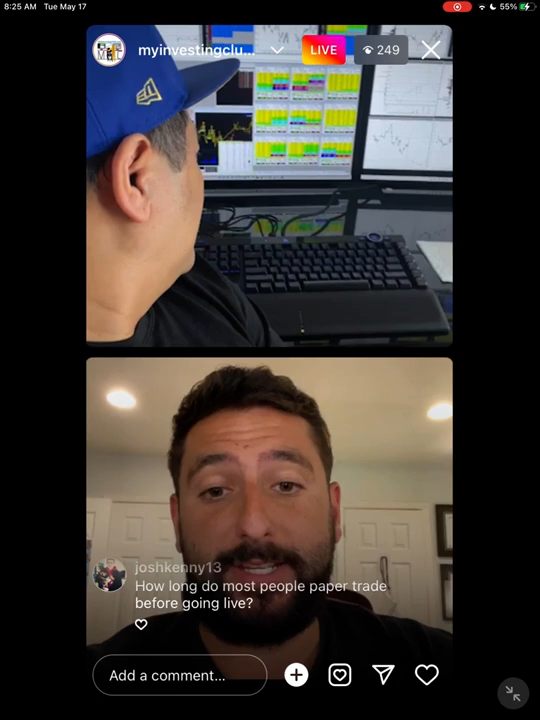 8:25 AM Tue May 17
55%
myinvestingclu...
LIVE
249
joshkenny13
How long do most people paper trade
before going live?
Add a comment...